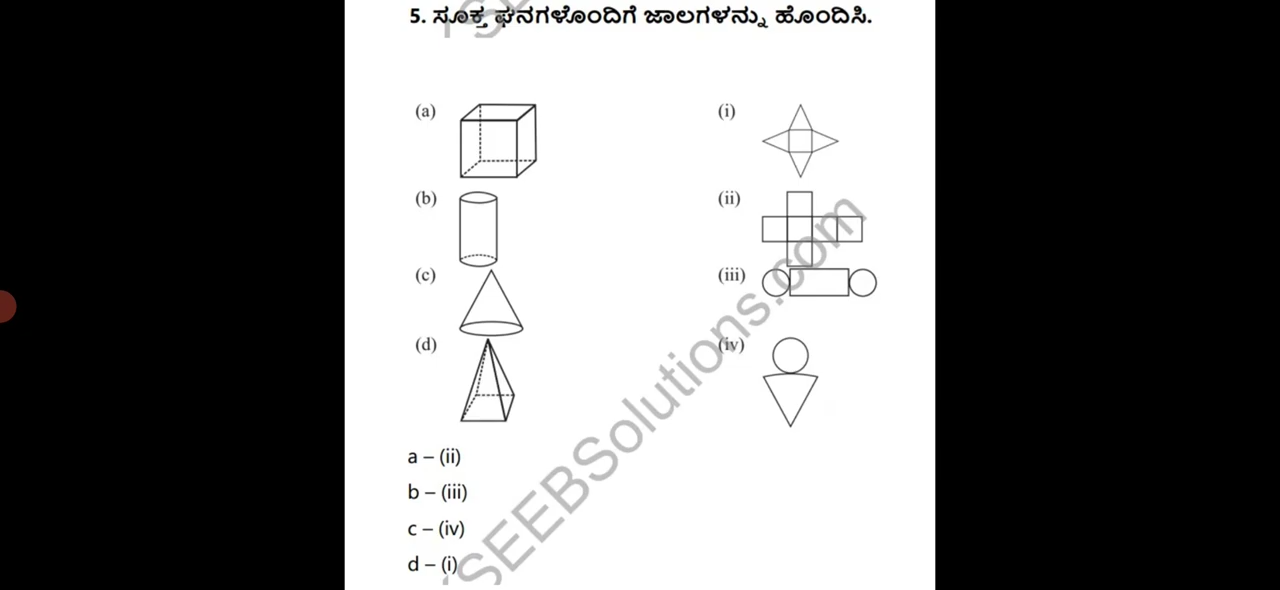 5. ಸೂಕ್ತ ಘನಗಳೊಂದಿಗೆ ಜಾಲಗಳನ್ನು ಹೊಂದಿಸಿ.
(a)
(i)
(b)
(ii)
(c)
(iii)
(d)
(iv)
a – (ii)
b – (iii)
c – (iv)
d – (i)
SEEBSolutions.com